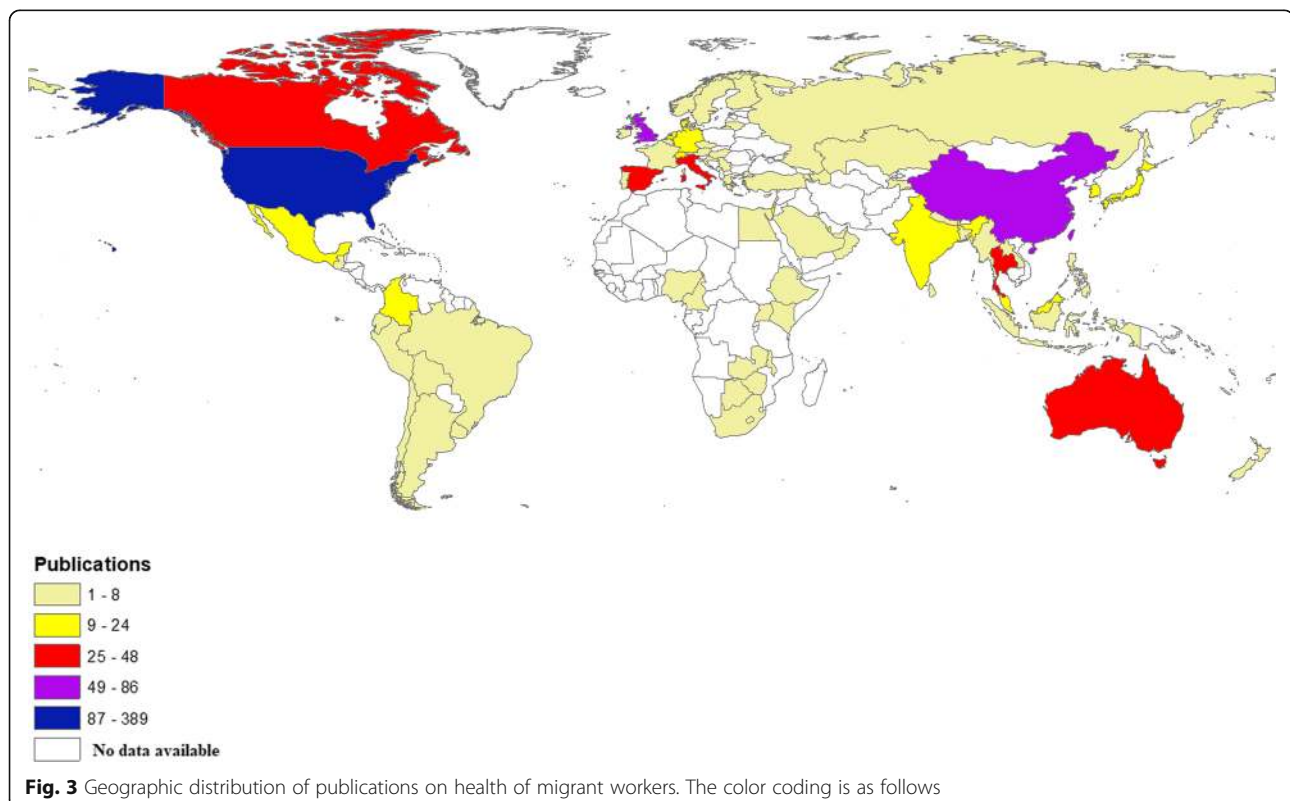 Publications
1 - 8
9 - 24
25 - 48
49 - 86
87 - 389
No data available
Fig. 3 Geographic distribution of publications on health of migrant workers. The color coding is as follows